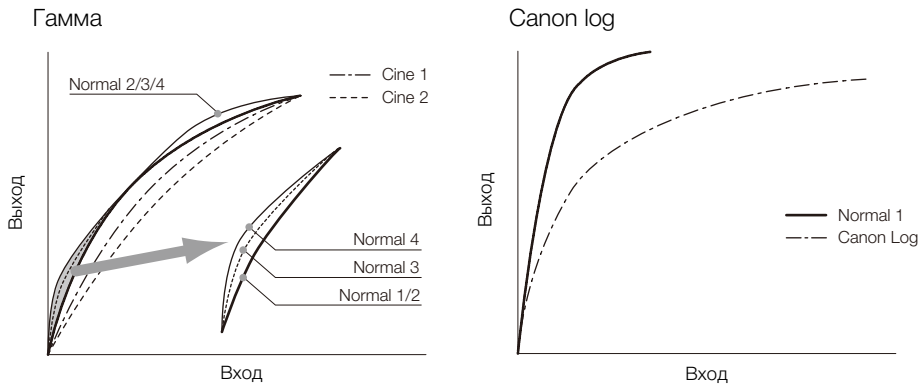 Гамма
Normal 2/3/4
Cine 1
Cine 2
Выход
Normal 4
Normal 3
Normal 1/2
Вход
Canon log
Выход
Normal 1
Canon Log
Вход